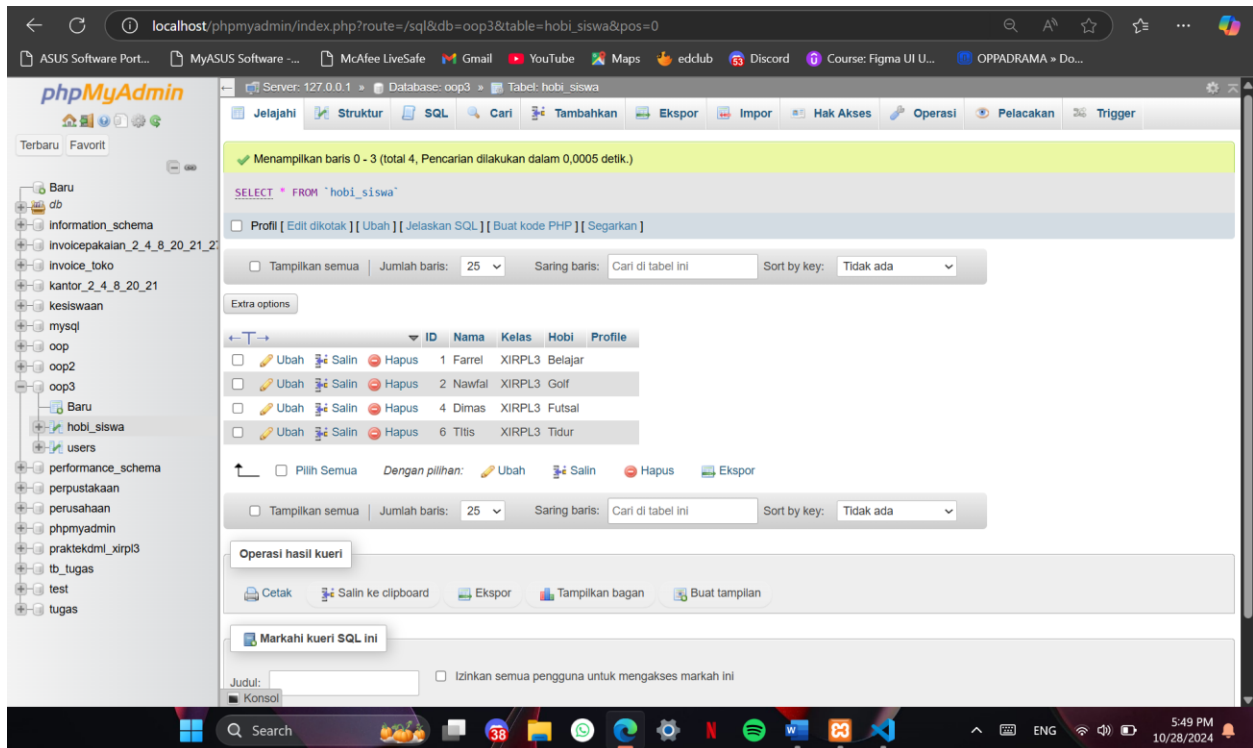 localhost/phpmyadmin/index.php?route=/sql&db=oop3&table=hobi_siswa&pos=0
ASUS Software Port... MyASUS Software -... McAfee LiveSafe Gmail YouTube Maps edclub Discord Course: Figma UI U... OPPADRAMA » Do...
phpMyAdmin
Terbaru Favorit
Baru
db
information_schema
invoicepakaian_2_4_8_20_21_2
invoice_toko
kantor_2_4_8_20_21
kesiswaan
mysql
oop
oop2
oop3
Baru
hobi_siswa
users
performance_schema
perpustakaan
perusahaan
phpmyadmin
praktekdml_xirpl3
tb_tugas
test
tugas
Server: 127.0.0.1 » Database: oop3 » Tabel: hobi_siswa
Jelajahi Struktur SQL Cari Tambahkan Ekspor Impor Hak Akses Operasi Pelacakan Trigger
Menampilkan baris 0 - 3 (total 4, Pencarian dilakukan dalam 0,0005 detik.)
SELECT * FROM `hobi_siswa`
Profil [ Edit dikotak ] [ Ubah ] [ Jelaskan SQL ] [ Buat kode PHP ] [ Segarkan ]
Tampilkan semua | Jumlah baris: 25 Saring baris: Cari di tabel ini Sort by key: Tidak ada
Extra options
←T→ ID Nama Kelas Hobi Profile
Ubah Salin Hapus 1 Farrel XIRPL3 Belajar
Ubah Salin Hapus 2 Nawfal XIRPL3 Golf
Ubah Salin Hapus 4 Dimas XIRPL3 Futsal
Ubah Salin Hapus 6 TItis XIRPL3 Tidur
Pilih Semua Dengan pilihan: Ubah Salin Hapus Ekspor
Tampilkan semua | Jumlah baris: 25 Saring baris: Cari di tabel ini Sort by key: Tidak ada
Operasi hasil kueri
Cetak Salin ke clipboard Ekspor Tampilkan bagan Buat tampilan
Markahi kueri SQL ini
Judul: Izinkan semua pengguna untuk mengakses markah ini
Konsol
Search 38 ENG 5:49 PM
10/28/2024